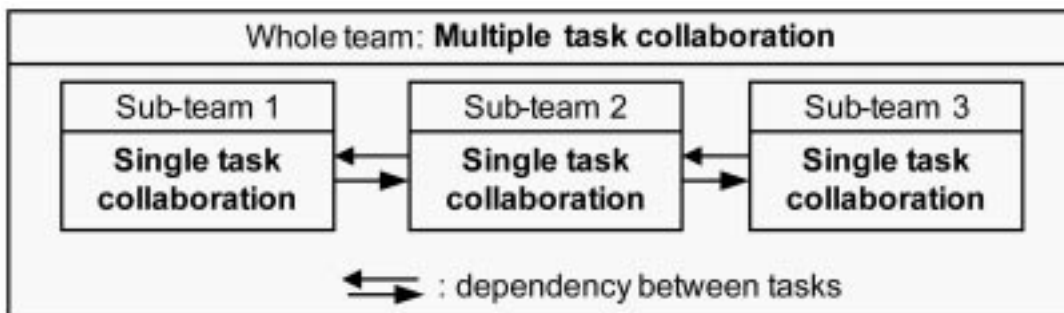 Whole team: Multiple task collaboration
Sub-team 1
Single task
collaboration
Sub-team 2
Single task
collaboration
Sub-team 3
Single task
collaboration
: dependency between tasks